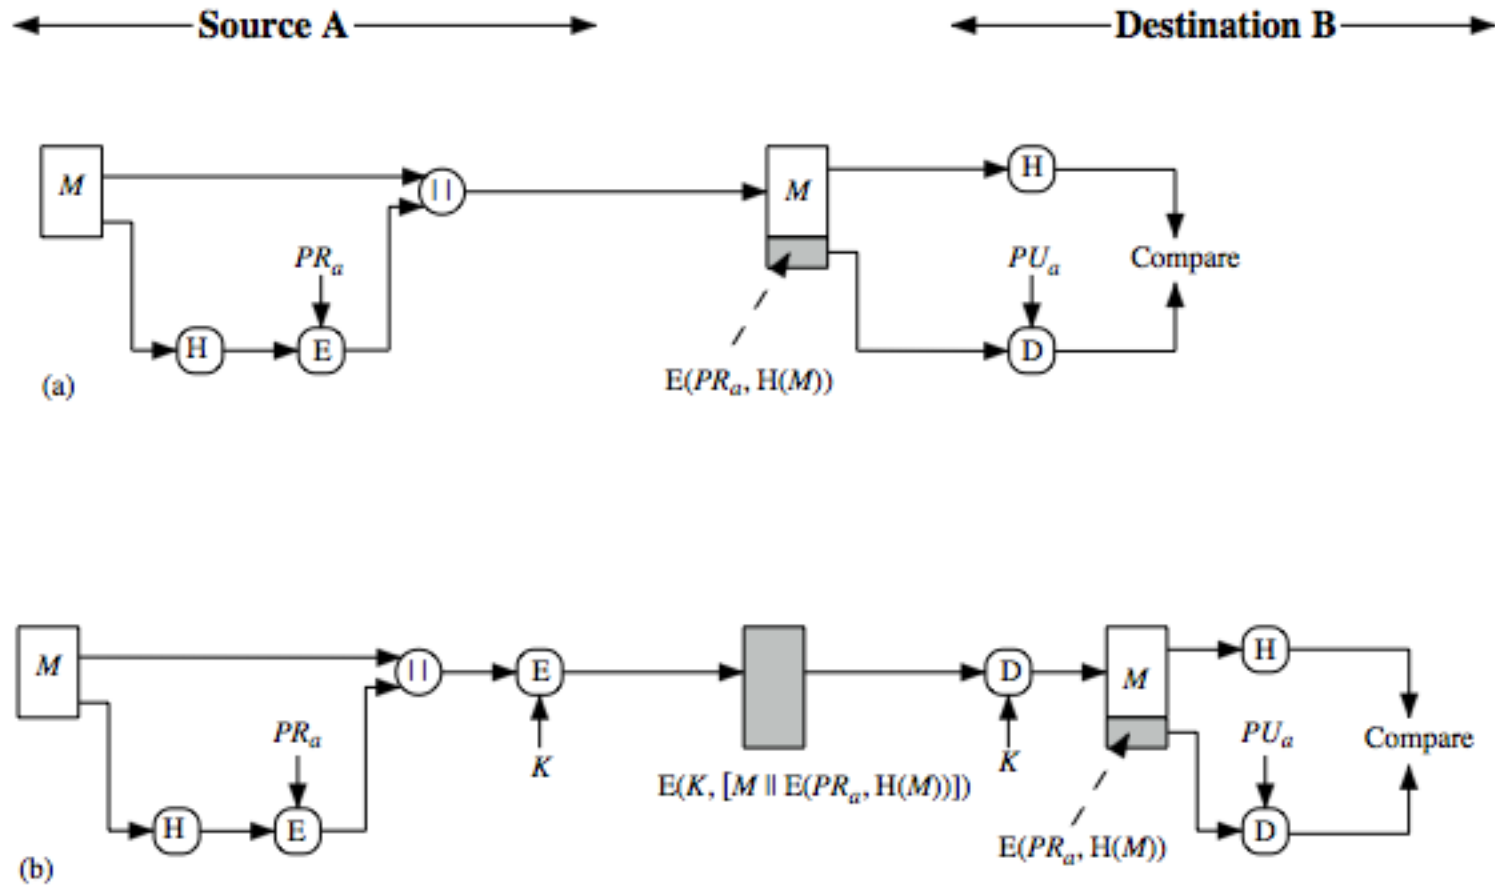 Source A Destination B
M || M H
PRa PUa Compare
H E D
E(PRa, H(M))
(a)
M || E D M H
PRa K K PUa Compare
E(K, [M || E(PRa, H(M))])
H E D
E(PRa, H(M))
(b)